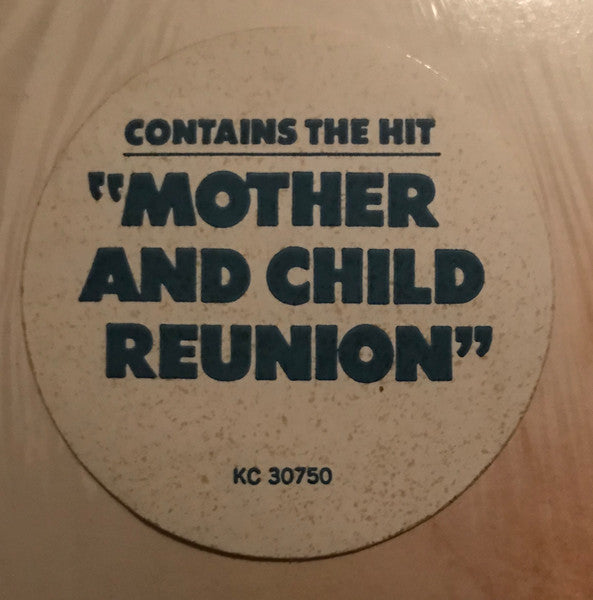 CONTAINS THE HIT
"MOTHER
AND CHILD
REUNION"
KC 30750